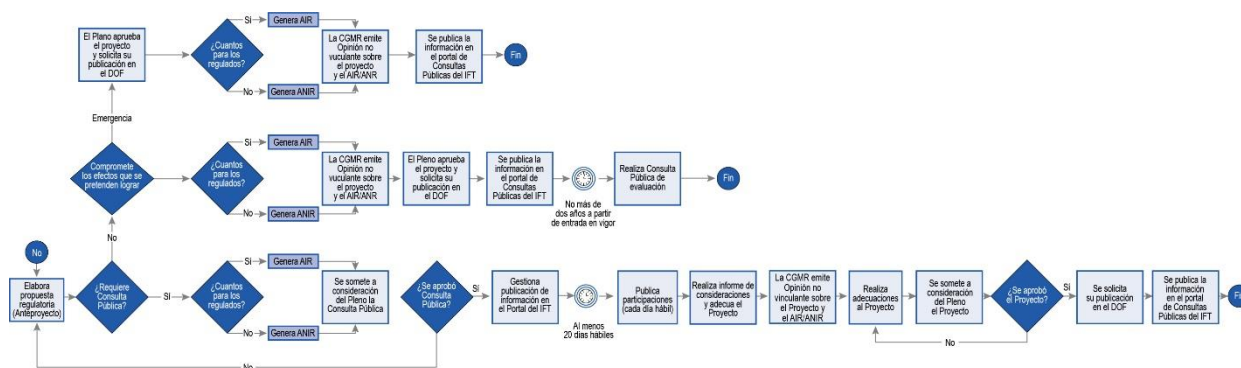 El Plano aprueba
el proyecto
y solicita su
publicación en
el DOF
¿Cuantos
para los
regulados?
Si
Genera AIR
No
Genera ANIR
La CGMR emite
Opinión no
vuculante sobre
el proyecto
y el AIR/ANR
Se publica la
información en
el portal de
Consultas
Públicas del IFT
Fin
Emergencia
Compromete
los efectos que se
pretenden lograr
¿Cuantos
para los
regulados?
Si
Genera AIR
No
Genera ANIR
La CGMR emite
Opinión no
vuculante sobre
el proyecto
y el AIR/ANR
El Pleno aprueba
el proyecto y
solicita su
publicación en
el DOF
Se publica la
información en
el portal de
Consultas
Públicas del IFT
No más de
dos años a partir
de entrada en vigor
Realiza Consulta
Pública de
evaluación
Fin
No
No
Elabora
propuesta
regulatoria
(Anteproyecto)
¿Requiere
Consulta
Pública?
Sí
¿Cuantos
para los
regulados?
Si
Genera AIR
No
Genera ANIR
Se somete a
consideración
del Pleno la
Consulta Pública
¿Se aprobó
Consulta
Pública?
Sí
No
Gestiona
publicación de
información en
el Portal del IFT
Al menos
20 días hábiles
Publica
participaciones
(cada día hábil)
Realiza informe de
consideraciones
y adecua el
Proyecto
La CGMR emite
Opinión no
vinculante sobre
el Proyecto y
el AIR/ANIR
Realiza
adecuaciones
al Proyecto
Se somete a
consideración
del Pleno
el Proyecto
¿Se aprobó
el Proyecto?
Si
No
Se solicita
su publicación
en el DOF
Se publica la
información en
el portal
de Consultas
Públicas del IFT
Fin